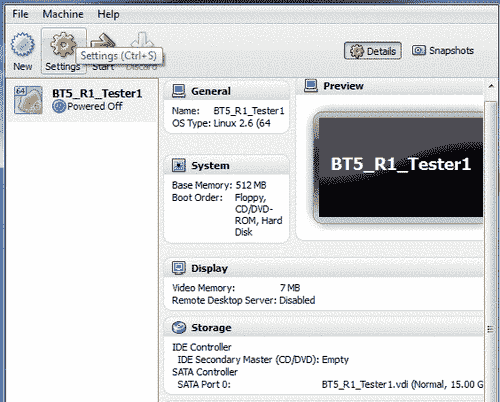 File Machine Help
New Settings Start Discard
Settings (Ctrl+S)
Details Snapshots
64 BT5_R1_Tester1
Powered Off
General
Name: BT5_R1_Tester1
OS Type: Linux 2.6 (64
Preview
BT5_R1_Tester1
System
Base Memory: 512 MB
Boot Order: Floppy,
CD/DVD-
ROM, Hard
Disk
Display
Video Memory: 7 MB
Remote Desktop Server: Disabled
Storage
IDE Controller
IDE Secondary Master (CD/DVD): Empty
SATA Controller
SATA Port 0: BT5_R1_Tester1.vdi (Normal, 15.00 G